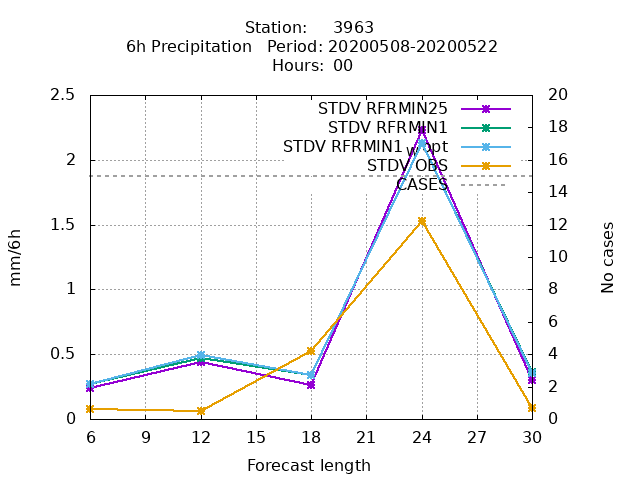 Station: 3963
6h Precipitation Period: 20200508-20200522
Hours: 00
2.5
2
1.5
1
0.5
0
20
18
16
14
12
10
8
6
4
2
0
mm/6h
No cases
STDV RFRMIN25
STDV RFRMIN1
STDV RFRMIN1_wopt
STDV OBS
CASES
6 9 12 15 18 21 24 27 30
Forecast length